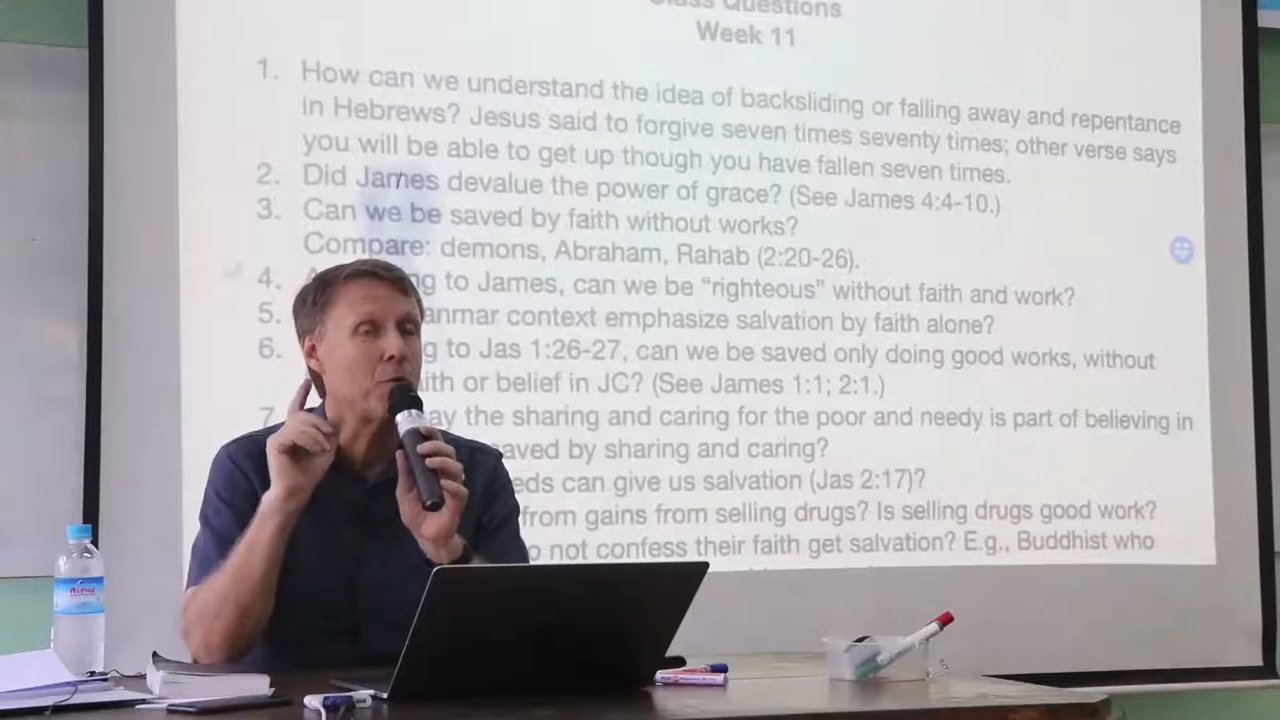 Class Questions
Week 11
1. How can we understand the idea of backsliding or falling away and repentance
in Hebrews? Jesus said to forgive seven times seventy times; other verse says
you will be able to get up though you have fallen seven times.
2. Did James devalue the power of grace? (See James 4:4-10.)
3. Can we be saved by faith without works?
Compare: demons, Abraham, Rahab (2:20-26).
4. to James, can we be “righteous” without faith and work?
5. context emphasize salvation by faith alone?
6. to Jas 1:26-27, can we be saved only doing good works, without
or belief in JC? (See James 1:1; 2:1.)
7 the sharing and caring for the poor and needy is part of believing in
by sharing and caring?
can give us salvation (Jas 2:17)?
from gains from selling drugs? Is selling drugs good work?
not confess their faith get salvation? E.g., Buddhist who
ALPINE